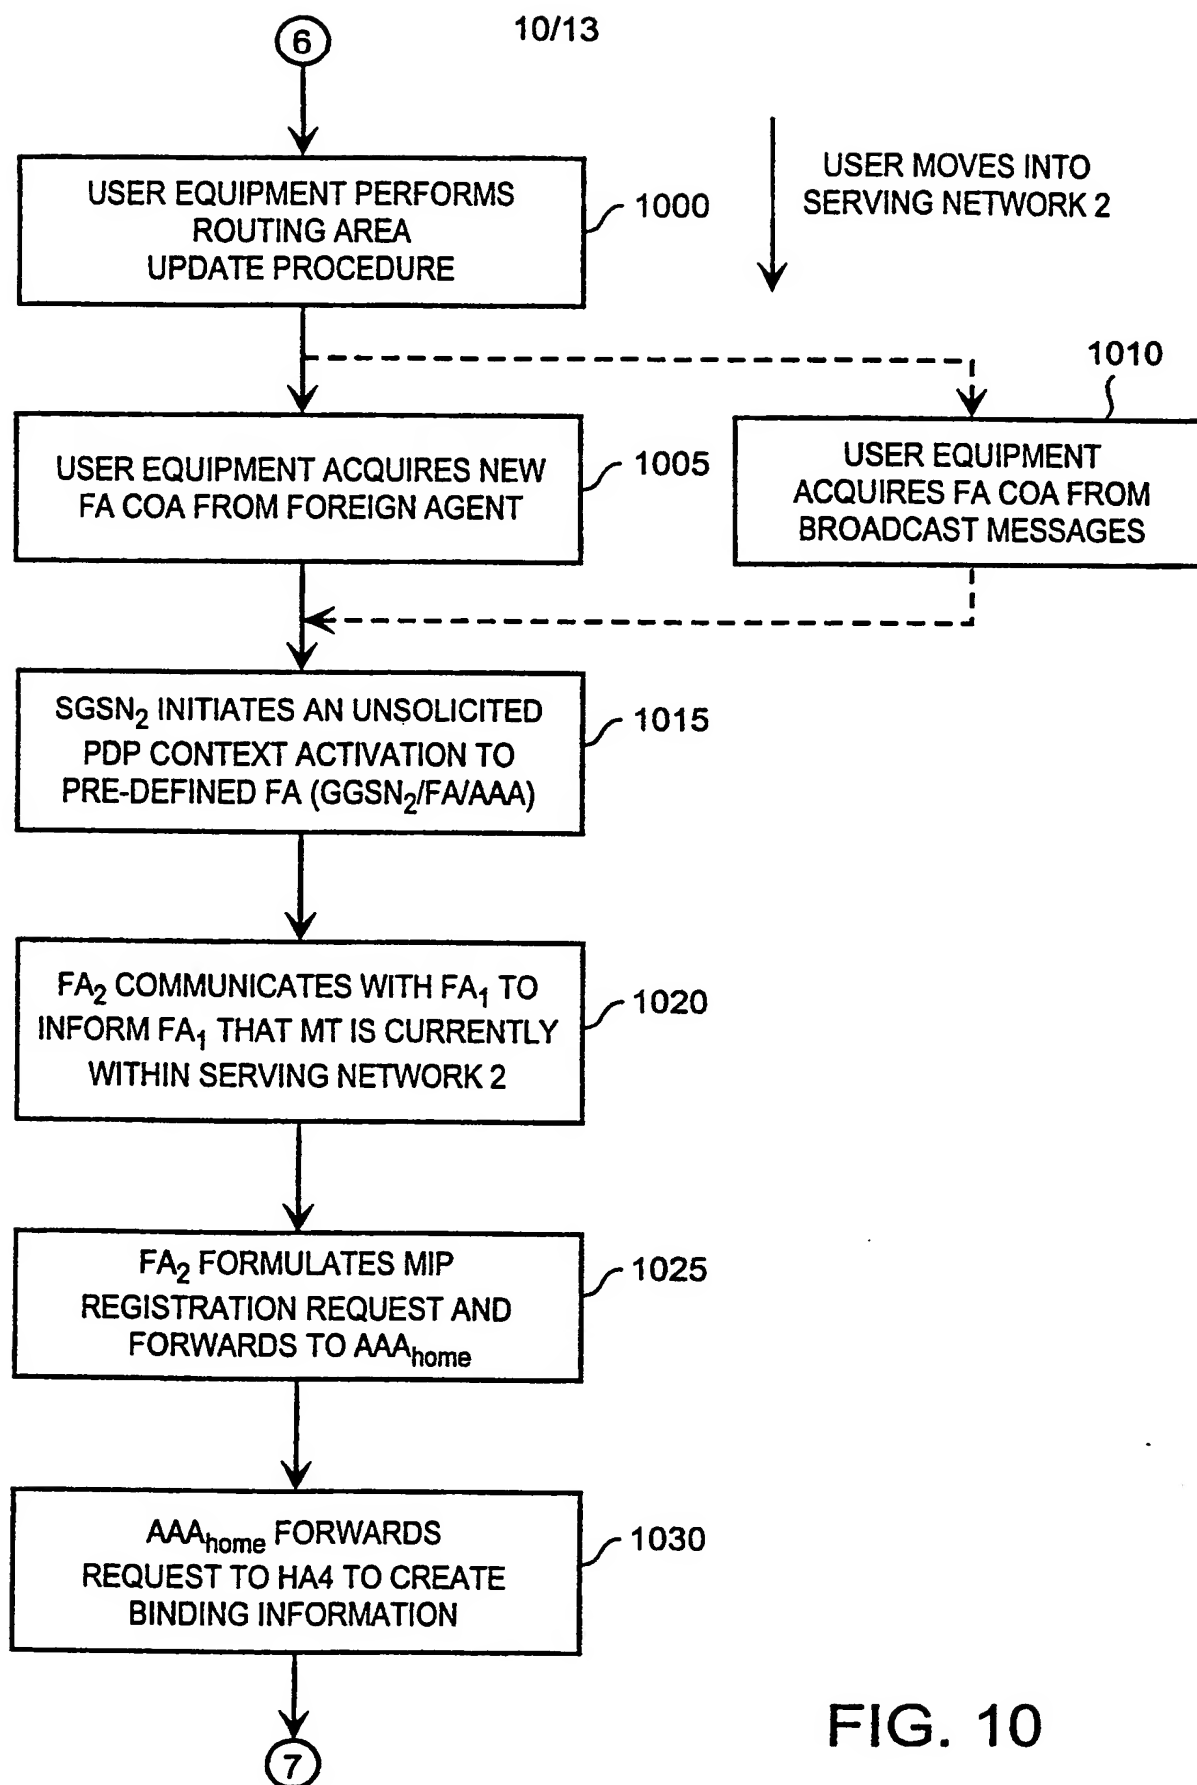 10/13
6
USER MOVES INTO
SERVING NETWORK 2
USER EQUIPMENT PERFORMS
ROUTING AREA
UPDATE PROCEDURE
1000
1010
USER EQUIPMENT ACQUIRES NEW
FA COA FROM FOREIGN AGENT
1005
USER EQUIPMENT
ACQUIRES FA COA FROM
BROADCAST MESSAGES
SGSN₂ INITIATES AN UNSOLICITED
PDP CONTEXT ACTIVATION TO
PRE-DEFINED FA (GGSN₂/FA/AAA)
1015
FA₂ COMMUNICATES WITH FA₁ TO
INFORM FA₁ THAT MT IS CURRENTLY
WITHIN SERVING NETWORK 2
1020
FA₂ FORMULATES MIP
REGISTRATION REQUEST AND
FORWARDS TO AAAhome
1025
AAAhome FORWARDS
REQUEST TO HA4 TO CREATE
BINDING INFORMATION
1030
7
FIG. 10